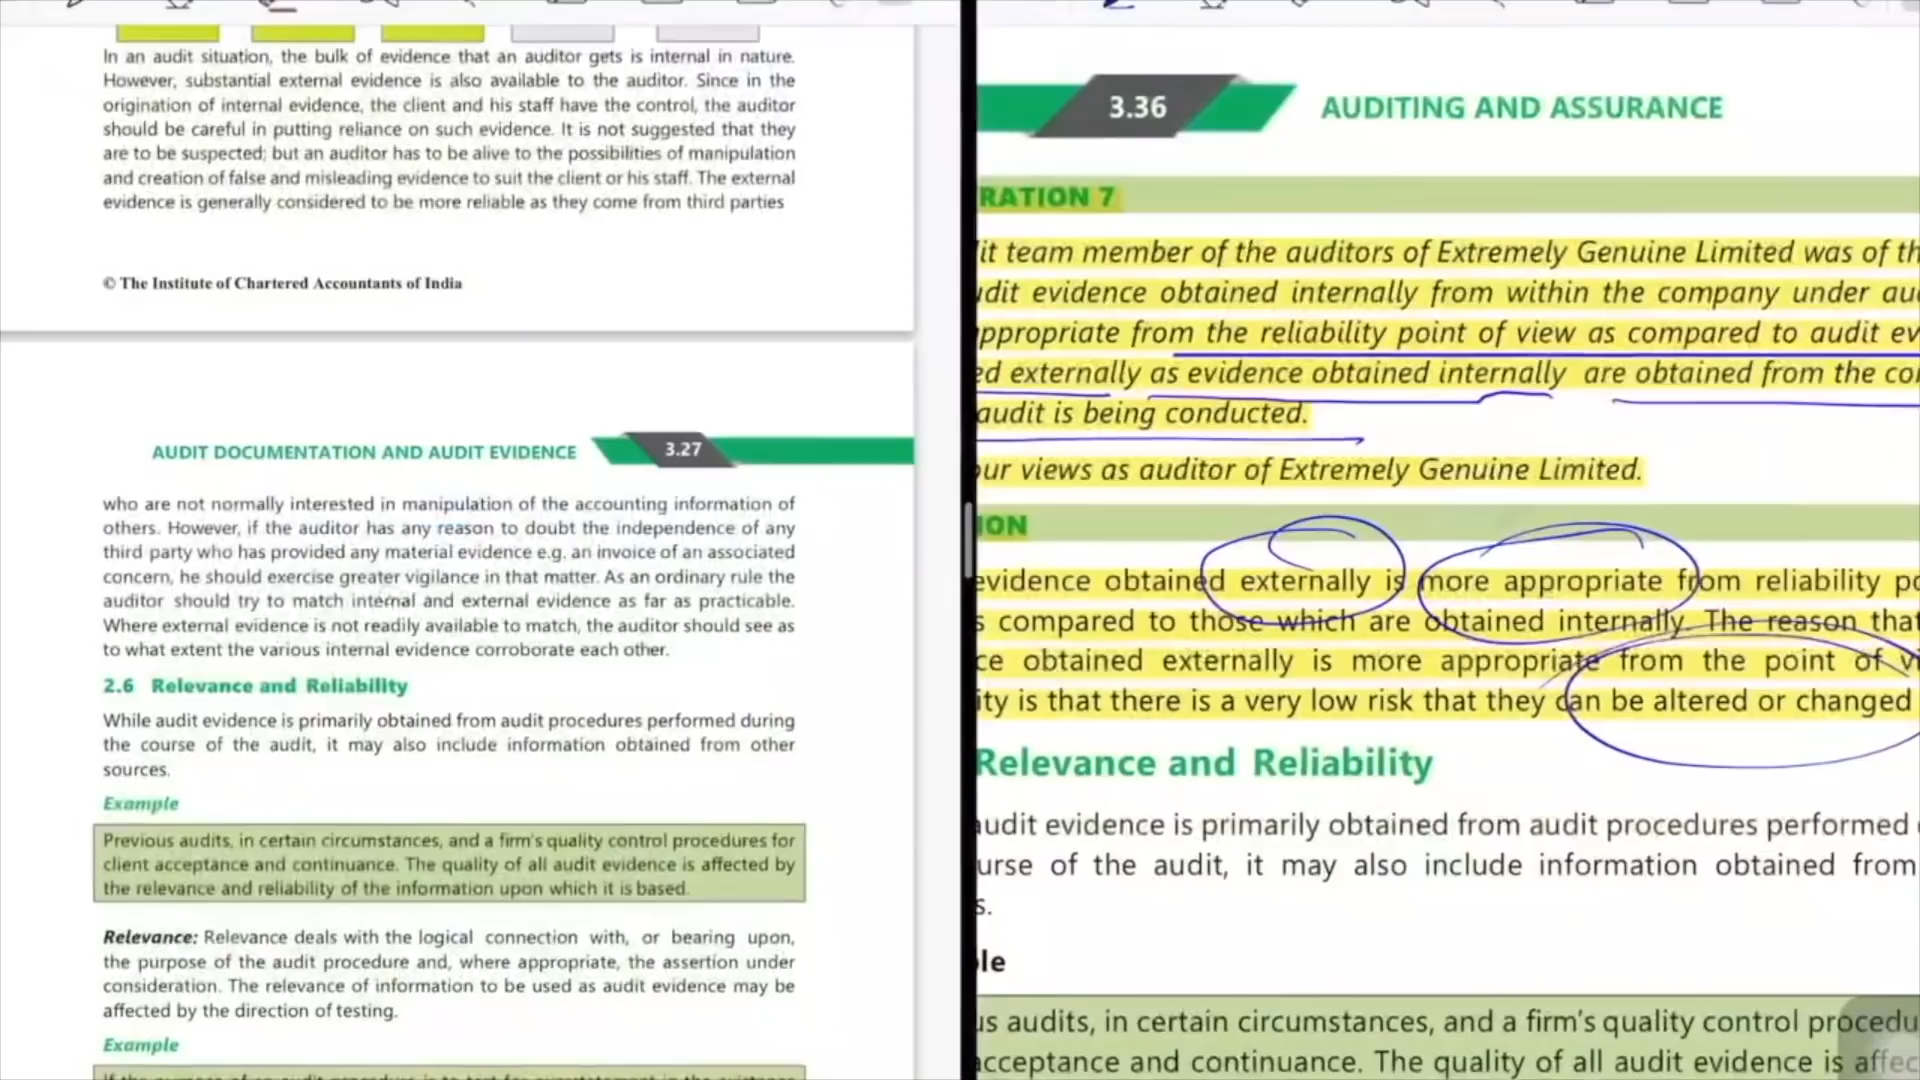 In an audit situation, the bulk of evidence that an auditor gets is internal in nature.
However, substantial external evidence is also available to the auditor. Since in the
origination of internal evidence, the client and his staff have the control, the auditor
should be careful in putting reliance on such evidence. It is not suggested that they
are to be suspected; but an auditor has to be alive to the possibilities of manipulation
and creation of false and misleading evidence to suit the client or his staff. The external
evidence is generally considered to be more reliable as they come from third parties
© The Institute of Chartered Accountants of India
AUDIT DOCUMENTATION AND AUDIT EVIDENCE 3.27
who are not normally interested in manipulation of the accounting information of
others. However, if the auditor has any reason to doubt the independence of any
third party who has provided any material evidence e.g. an invoice of an associated
concern, he should exercise greater vigilance in that matter. As an ordinary rule the
auditor should try to match internal and external evidence as far as practicable.
Where external evidence is not readily available to match, the auditor should see as
to what extent the various internal evidence corroborate each other.
2.6 Relevance and Reliability
While audit evidence is primarily obtained from audit procedures performed during
the course of the audit, it may also include information obtained from other
sources.
Example
Previous audits, in certain circumstances, and a firm's quality control procedures for
client acceptance and continuance. The quality of all audit evidence is affected by
the relevance and reliability of the information upon which it is based.
Relevance: Relevance deals with the logical connection with, or bearing upon,
the purpose of the audit procedure and, where appropriate, the assertion under
consideration. The relevance of information to be used as audit evidence may be
affected by the direction of testing.
Example
3.36 AUDITING AND ASSURANCE
RATION 7
it team member of the auditors of Extremely Genuine Limited was of th
udit evidence obtained internally from within the company under au
ppropriate from the reliability point of view as compared to audit ev
ed externally as evidence obtained internally are obtained from the co
audit is being conducted.
our views as auditor of Extremely Genuine Limited.
ION
evidence obtained externally is more appropriate from reliability po
s compared to those which are obtained internally. The reason that
ce obtained externally is more appropriate from the point of vi
ity is that there is a very low risk that they can be altered or changed
Relevance and Reliability
audit evidence is primarily obtained from audit procedures performed
urse of the audit, it may also include information obtained from
s.
le
us audits, in certain circumstances, and a firm's quality control procedu
acceptance and continuance. The quality of all audit evidence is affec